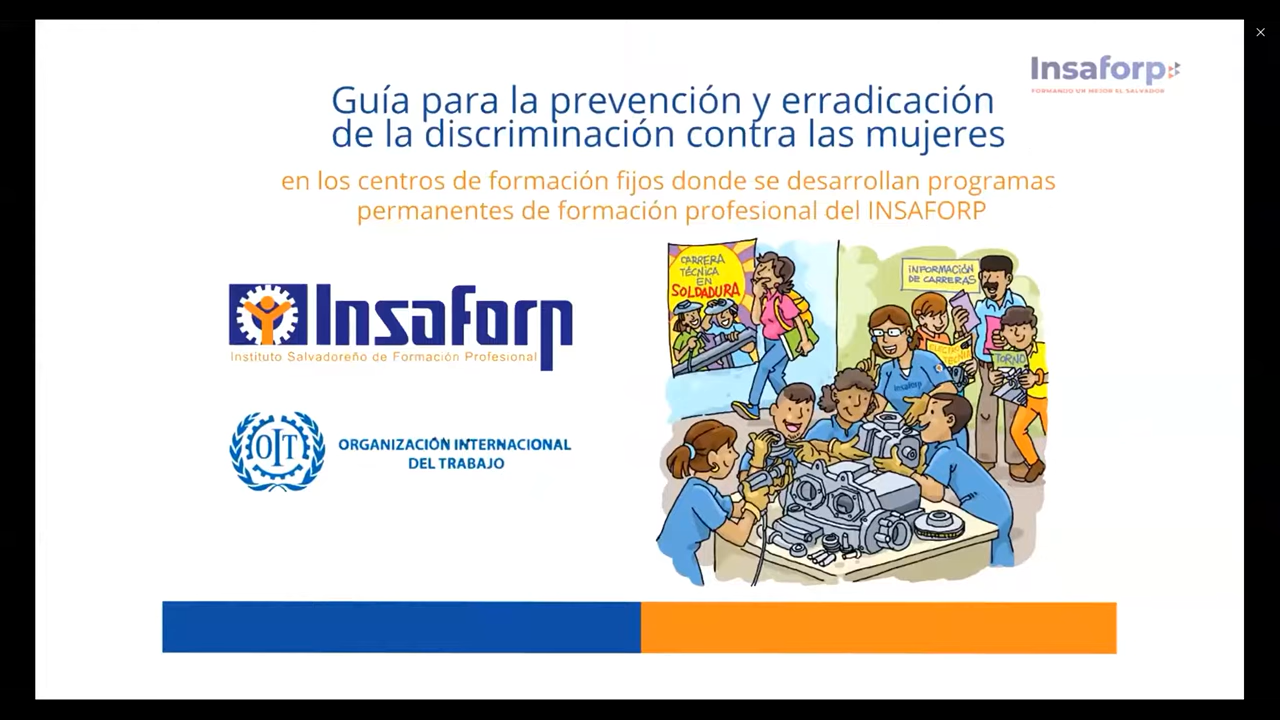 Insaforp
FORMANDO UN MEJOR EL SALVADOR
Guía para la prevención y erradicación
de la discriminación contra las mujeres
en los centros de formación fijos donde se desarrollan programas
permanentes de formación profesional del INSAFORP
Insaforp
Instituto Salvadoreño de Formación Profesional
OIT
ORGANIZACIÓN INTERNACIONAL
DEL TRABAJO
CARRERA
TÉCNICA
EN
SOLDADURA
INFORMACIÓN
DE CARRERAS
TORNO
Insaforp